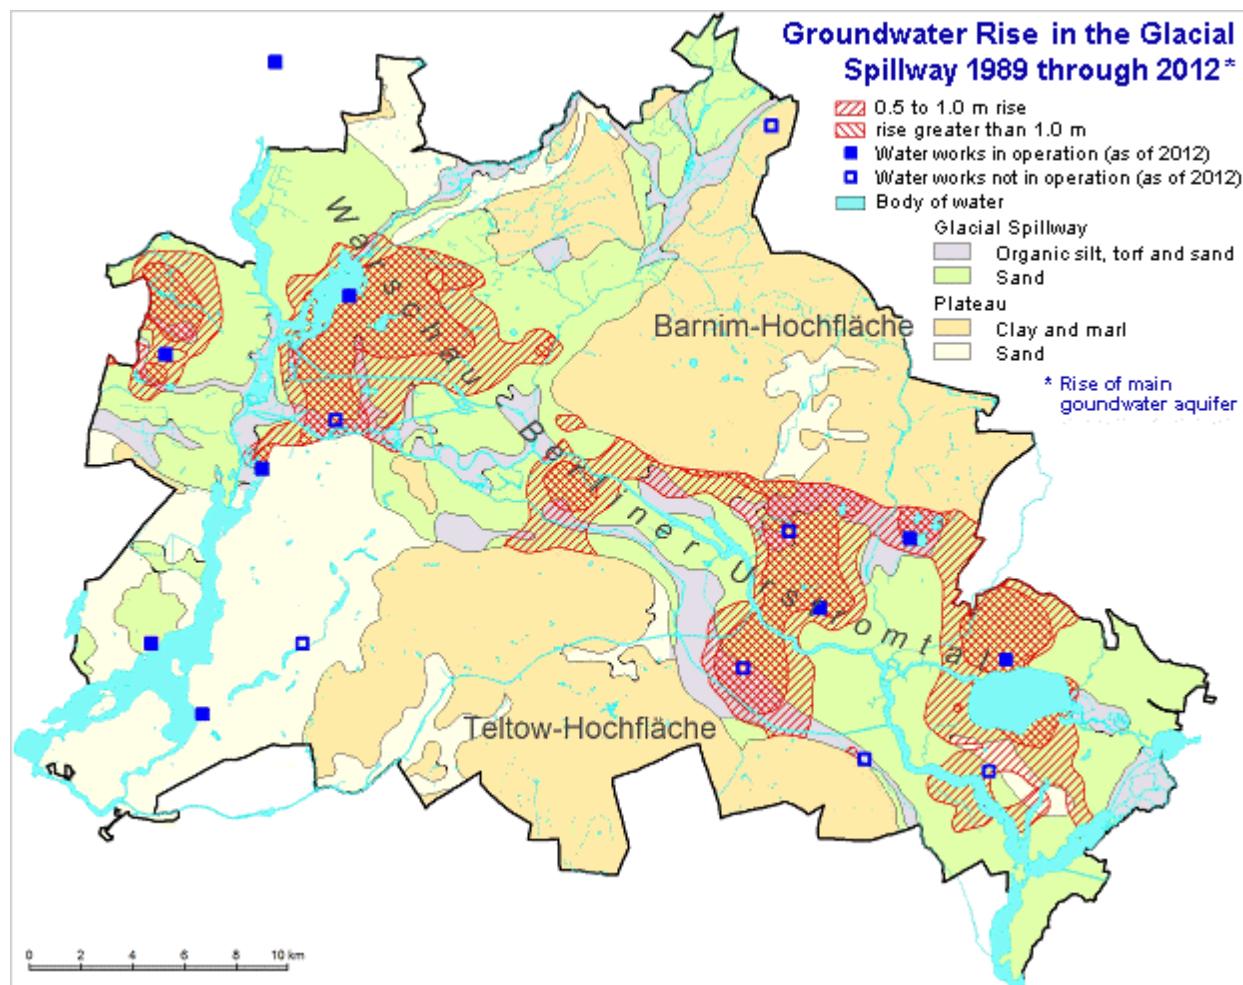 Groundwater Rise in the Glacial
Spillway 1989 through 2012*
0.5 to 1.0 m rise
rise greater than 1.0 m
Water works in operation (as of 2012)
Water works not in operation (as of 2012)
Body of water
Glacial Spillway
Organic silt, torf and sand
Sand
Plateau
Clay and marl
Sand
* Rise of main
goundwater aquifer
Warschau Berliner Urstromtal
Barnim-Hochfläche
Teltow-Hochfläche
0 2 4 6 8 10 km